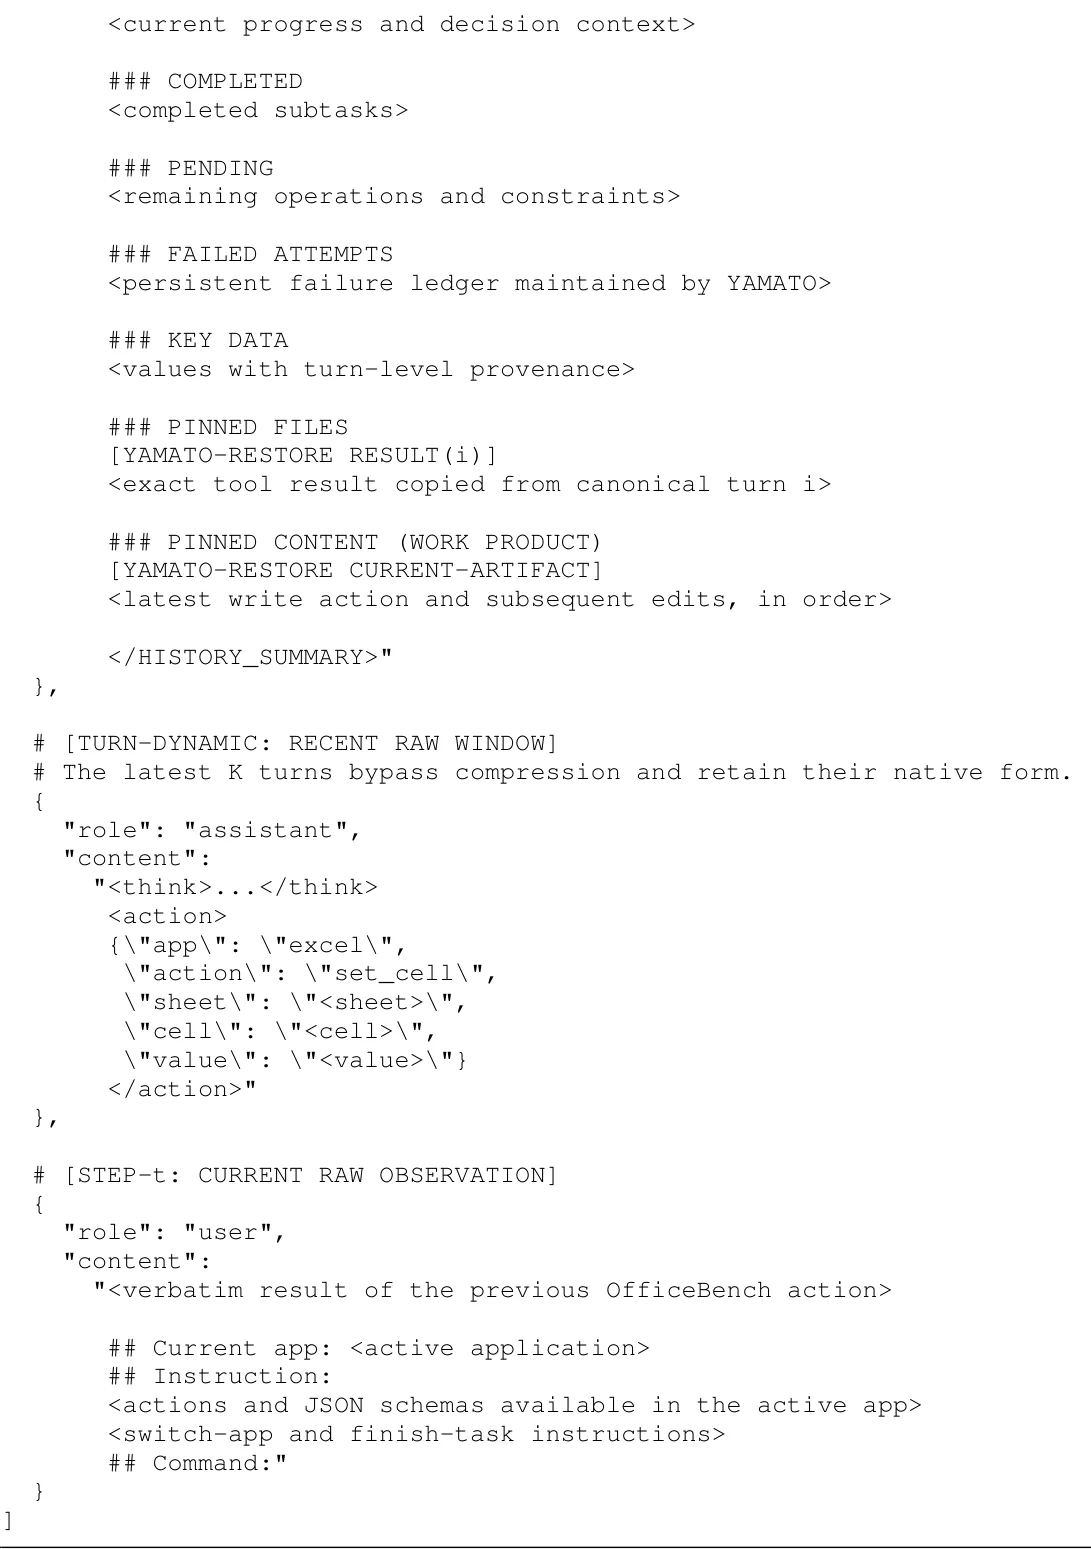 <current progress and decision context>
### COMPLETED
<completed subtasks>
### PENDING
<remaining operations and constraints>
### FAILED ATTEMPTS
<persistent failure ledger maintained by YAMATO>
### KEY DATA
<values with turn-level provenance>
### PINNED FILES
[YAMATO-RESTORE RESULT(i)]
<exact tool result copied from canonical turn i>
### PINNED CONTENT (WORK PRODUCT)
[YAMATO-RESTORE CURRENT-ARTIFACT]
<latest write action and subsequent edits, in order>
</HISTORY_SUMMARY>"
},
# [TURN-DYNAMIC: RECENT RAW WINDOW]
# The latest K turns bypass compression and retain their native form.
{
"role": "assistant",
"content":
"<think>...</think>
<action>
{\"app\": \"excel\",
\"action\": \"set_cell\",
\"sheet\": \"<sheet>\",
\"cell\": \"<cell>\",
\"value\": \"<value>\"}
</action>"
},
# [STEP-t: CURRENT RAW OBSERVATION]
{
"role": "user",
"content":
"<verbatim result of the previous OfficeBench action>
## Current app: <active application>
## Instruction:
<actions and JSON schemas available in the active app>
<switch-app and finish-task instructions>
## Command:"
}
]